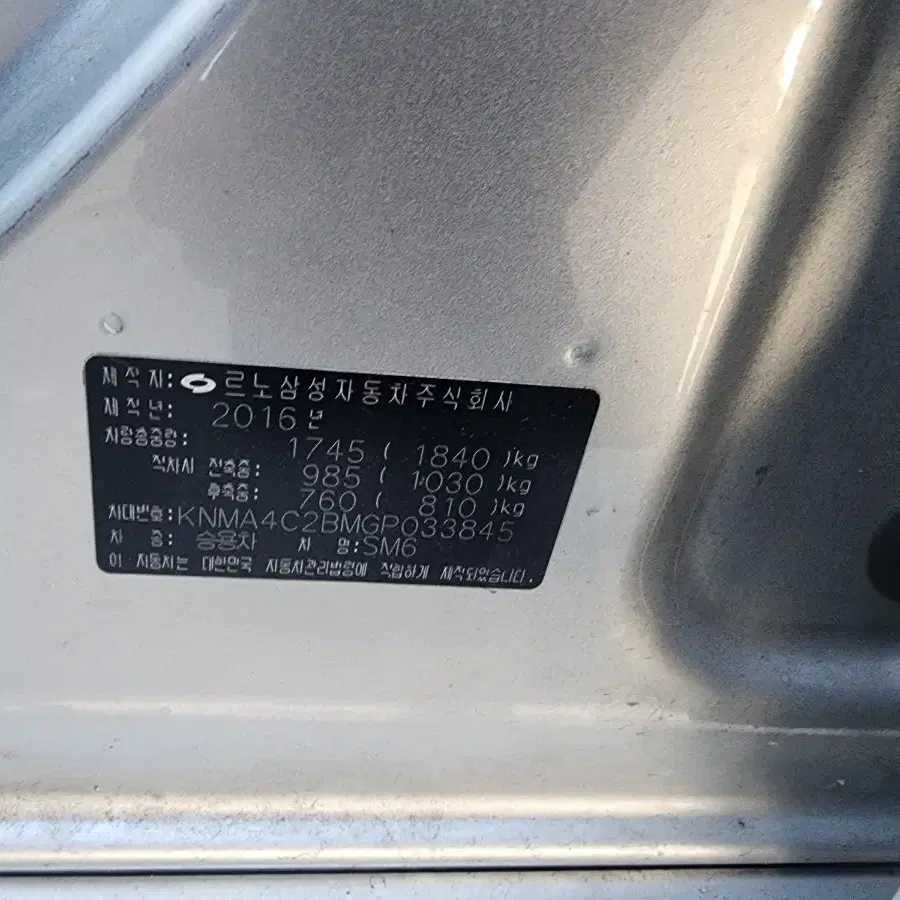 제 작 자: 르노삼성자동차주식회사
제 작 년: 2016 년
차량총중량: 1745 ( 1840 )kg
적차시 전축중: 985 ( 1030 )kg
후축중: 760 ( 810 )kg
차대번호: KNMA4C2BMGP033845
차 종: 승용차 차 명: SM6
이 자동차는 대한민국 자동차관리법령에 적합하게 제작되었습니다.